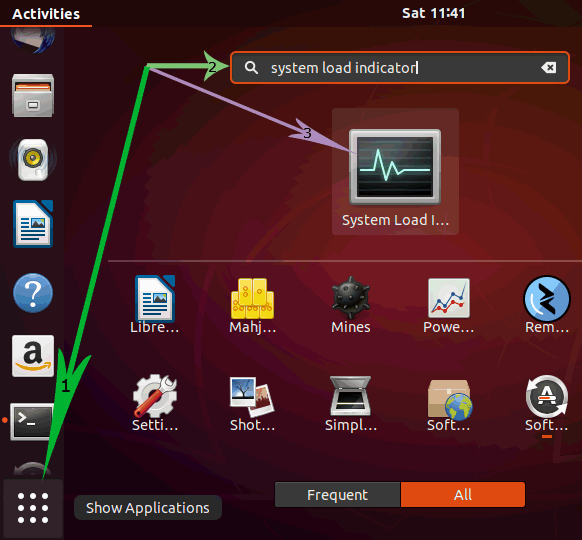 Activities
Sat 11:41
2
system load indicator
3
System Load I...
?
Libre...
Mahj...
Mines
Powe...
Rem...
a
1
>_
Setti...
Shot...
Simpl...
Soft...
A
Soft...
Frequent
All
Show Applications